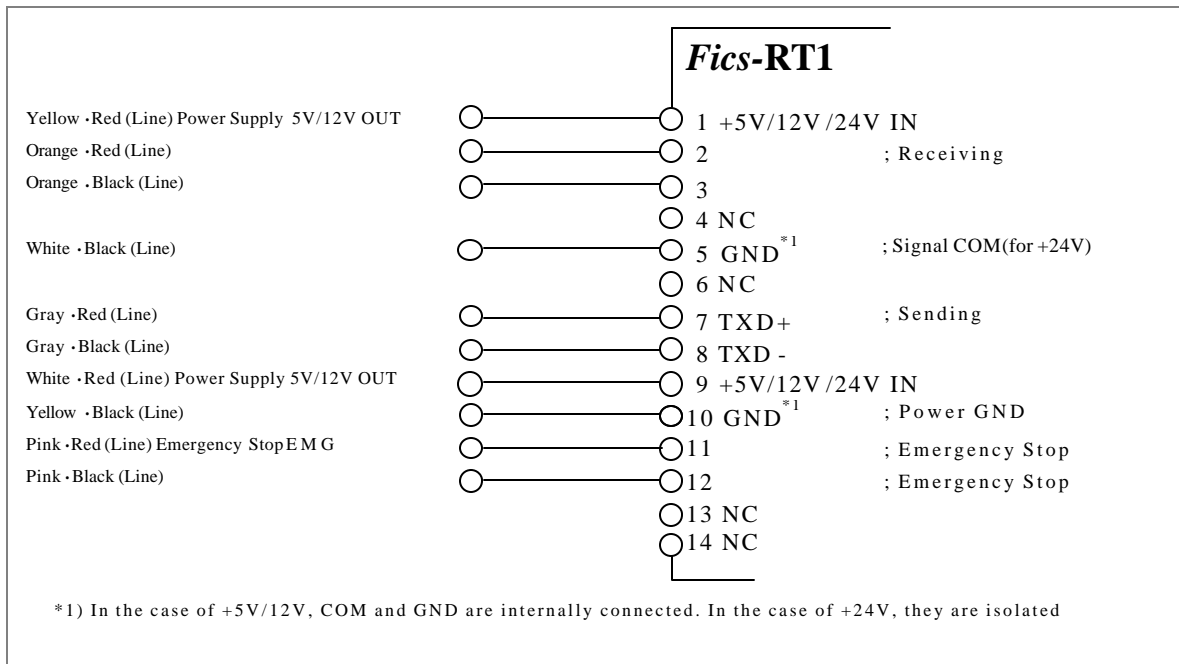 Fics-RT1
Yellow・Red (Line) Power Supply 5V/12V OUT 1 +5V/12V/24V IN
Orange・Red (Line) 2 ; Receiving
Orange・Black (Line) 3
4 NC
White・Black (Line) 5 GND*1 ; Signal COM(for +24V)
6 NC
Gray・Red (Line) 7 TXD+ ; Sending
Gray・Black (Line) 8 TXD -
White・Red (Line) Power Supply 5V/12V OUT 9 +5V/12V/24V IN
Yellow・Black (Line) 10 GND*1 ; Power GND
Pink・Red (Line) Emergency Stop EMG 11 ; Emergency Stop
Pink・Black (Line) 12 ; Emergency Stop
13 NC
14 NC
*1) In the case of +5V/12V, COM and GND are internally connected. In the case of +24V, they are isolated